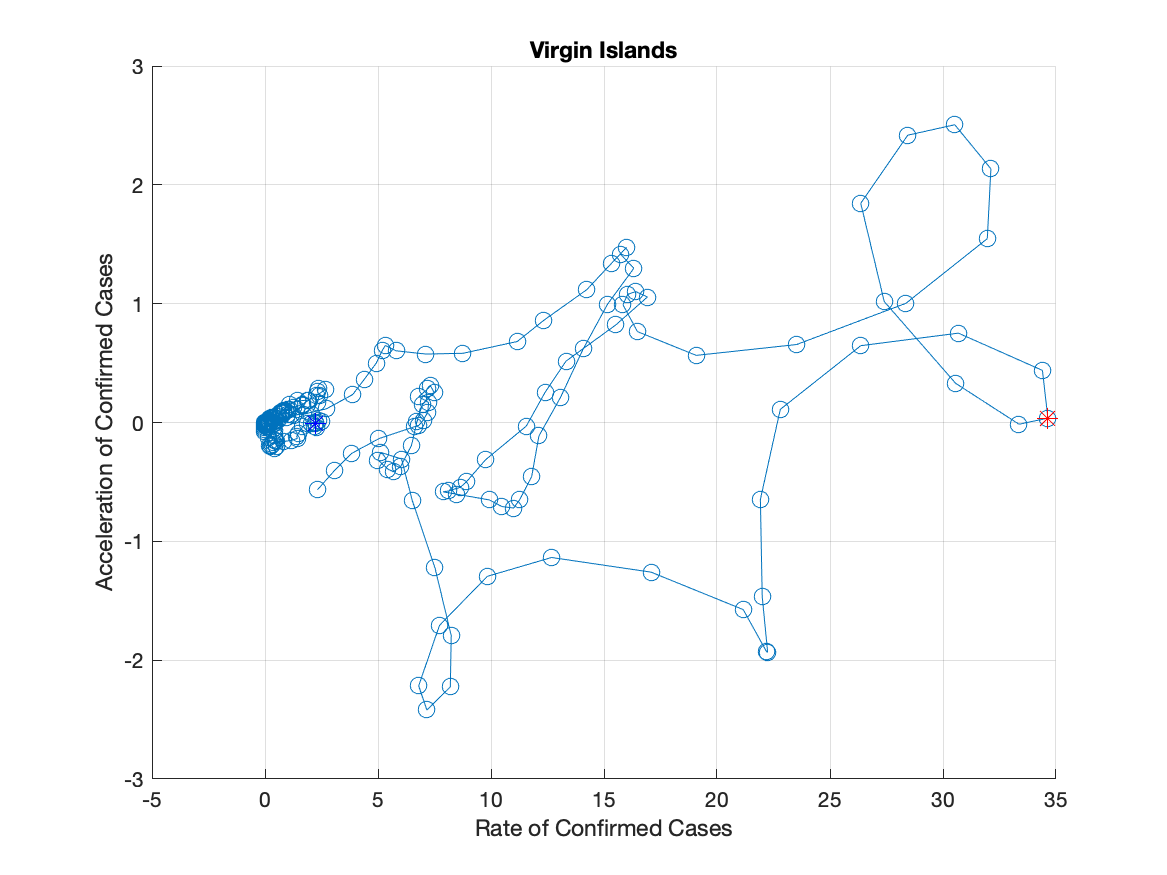 Virgin Islands
3
2
1
0
-1
-2
-3
Acceleration of Confirmed Cases
-5 0 5 10 15 20 25 30 35
Rate of Confirmed Cases